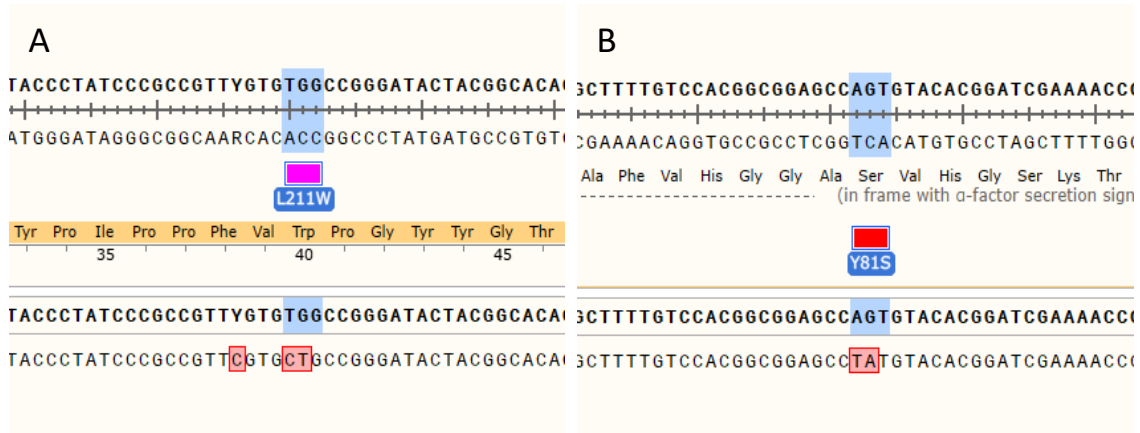 A
TACCCTATCCCGCCGTTYGTGTGGCCGGGATACTACGGCACA
ATGGGATAGGGCGGCAARCACACCGGCCCTATGATGCCGTGT
L211W
Tyr Pro Ile Pro Pro Phe Val Trp Pro Gly Tyr Tyr Gly Thr
35 40 45
TACCCTATCCCGCCGTTYGTGTGGCCGGGATACTACGGCACA
TACCCTATCCCGCCGTTCGTGCTGCCGGGATACTACGGCACA
B
GCTTTTGTCCACGGCGGAGCCAGTGTACACGGATCGAAAACC
CGAAAACAGGTGCCGCCTCGGTCACATGTGCCTAGCTTTTGG
Ala Phe Val His Gly Gly Ala Ser Val His Gly Ser Lys Thr
(in frame with α-factor secretion sign
Y81S
GCTTTTGTCCACGGCGGAGCCAGTGTACACGGATCGAAAACC
GCTTTTGTCCACGGCGGAGCCTATGTACACGGATCGAAAACC